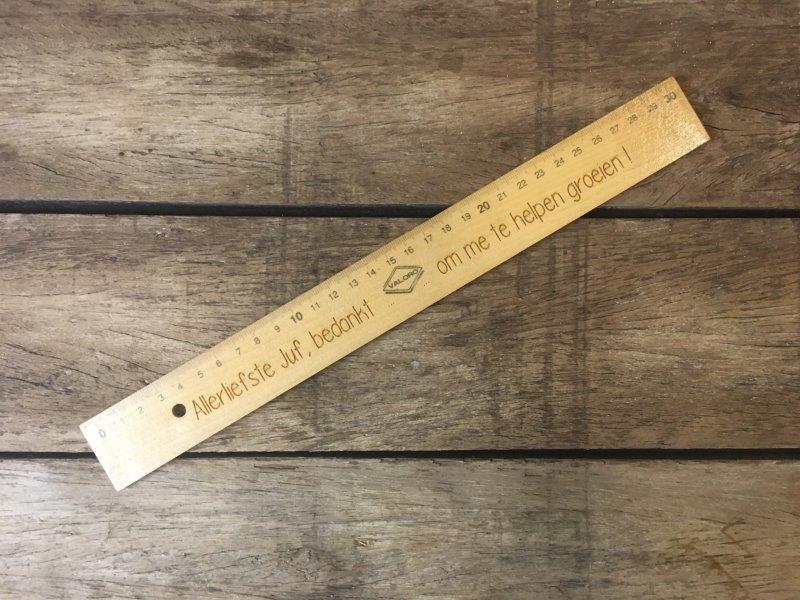 0 1 2 3 4 5 6 7 8 9 10 11 12 13 14 15 16 17 18 19 20 21 22 23 24 25 26 27 28 29 30
Allerliefste Juf, bedankt om me te helpen groeien!
VALORO